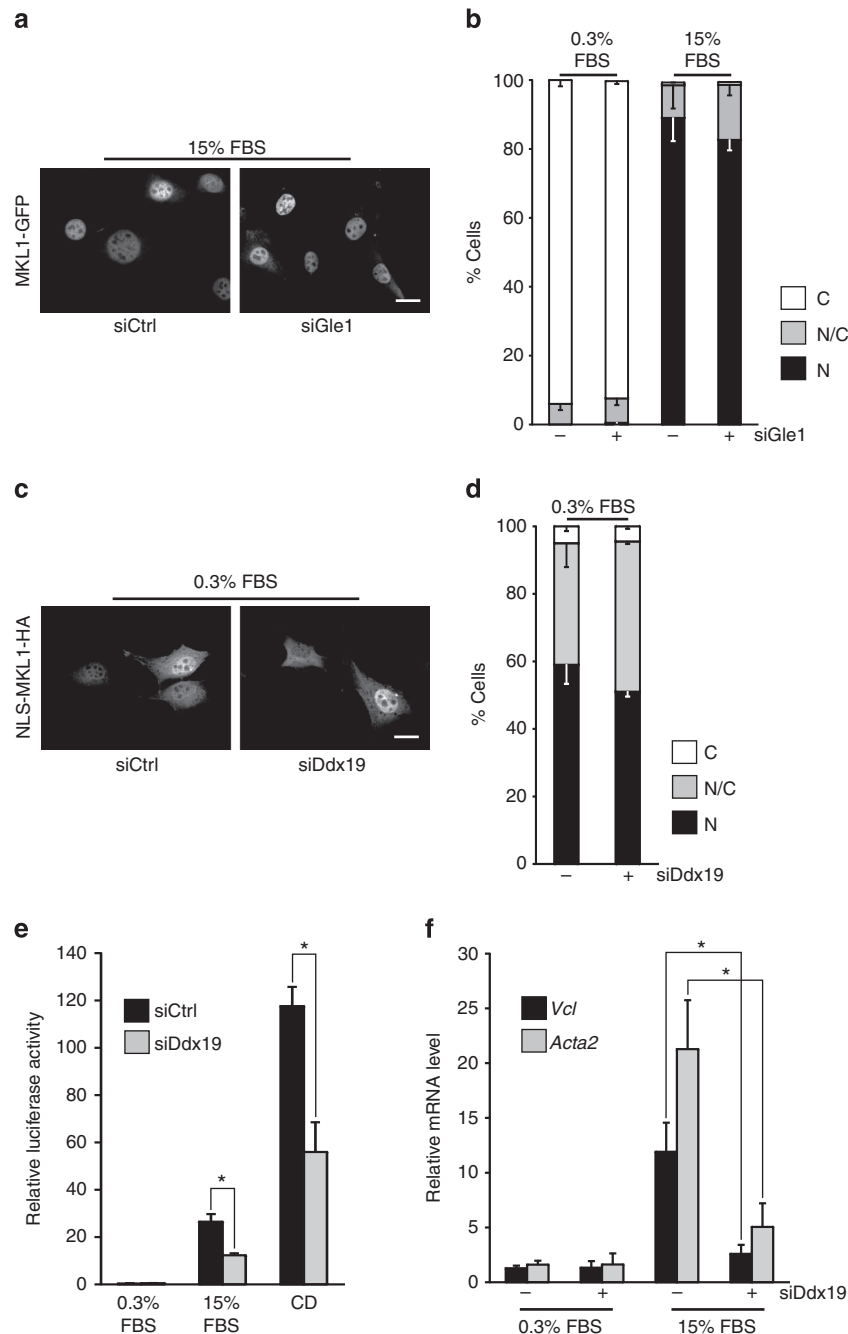 a
15% FBS
MKL1-GFP
siCtrl
siGle1
b
0.3%
FBS
15%
FBS
% Cells
100
80
60
40
20
0
– + – + siGle1
C
N/C
N
c
0.3% FBS
NLS-MKL1-HA
siCtrl
siDdx19
d
0.3% FBS
% Cells
100
80
60
40
20
0
– + siDdx19
C
N/C
N
e
Relative luciferase activity
140
120
100
80
60
40
20
0
siCtrl
siDdx19
*
*
0.3%
FBS
15%
FBS
CD
f
Relative mRNA level
30
25
20
15
10
5
0
Vcl
Acta2
*
*
– + – + siDdx19
0.3% FBS
15% FBS